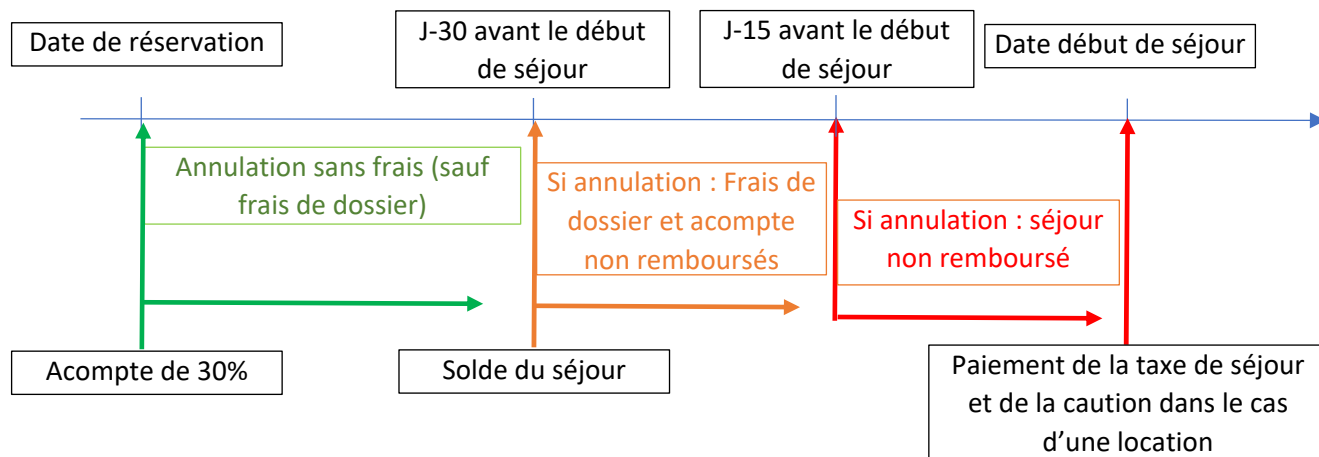 Date de réservation
J-30 avant le début
de séjour
J-15 avant le début
de séjour
Date début de séjour
Annulation sans frais (sauf
frais de dossier)
Si annulation : Frais de
dossier et acompte
non remboursés
Si annulation : séjour
non remboursé
Acompte de 30%
Solde du séjour
Paiement de la taxe de séjour
et de la caution dans le cas
d’une location